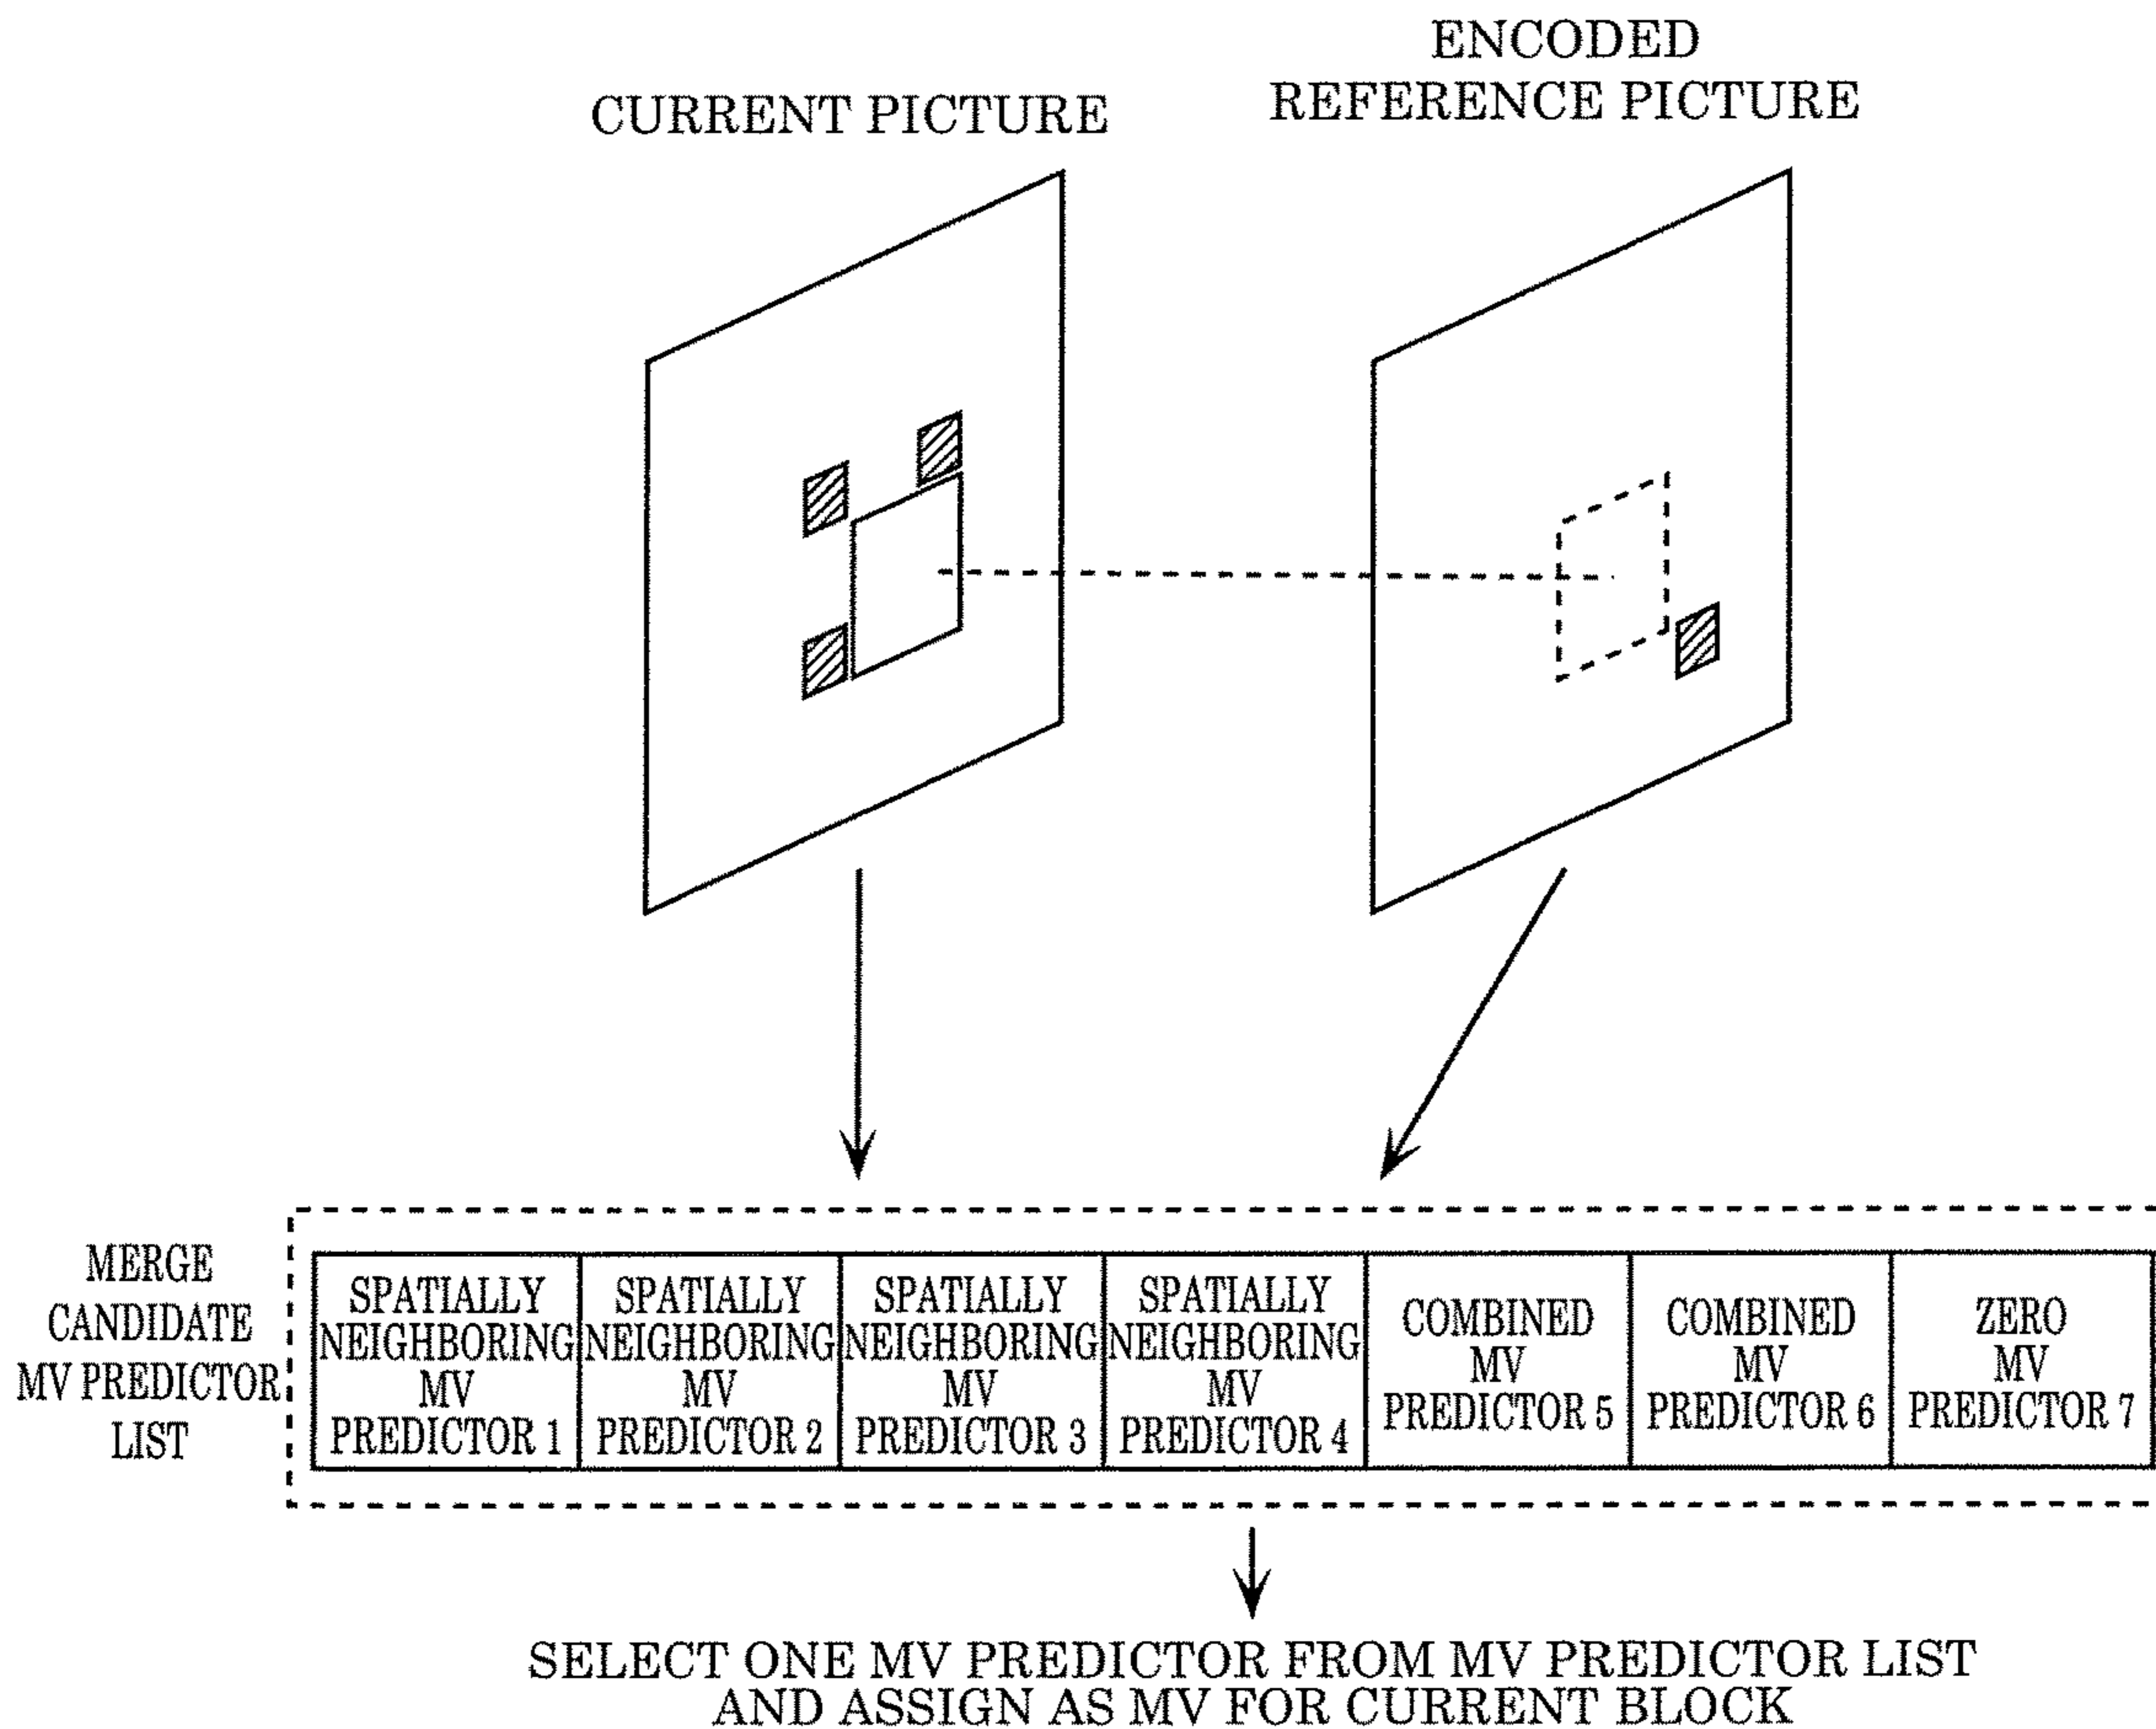 CURRENT PICTURE
ENCODED
REFERENCE PICTURE
MERGE
CANDIDATE
MV PREDICTOR
LIST
SPATIALLY
NEIGHBORING
MV
PREDICTOR 1
SPATIALLY
NEIGHBORING
MV
PREDICTOR 2
SPATIALLY
NEIGHBORING
MV
PREDICTOR 3
SPATIALLY
NEIGHBORING
MV
PREDICTOR 4
COMBINED
MV
PREDICTOR 5
COMBINED
MV
PREDICTOR 6
ZERO
MV
PREDICTOR 7
SELECT ONE MV PREDICTOR FROM MV PREDICTOR LIST
AND ASSIGN AS MV FOR CURRENT BLOCK